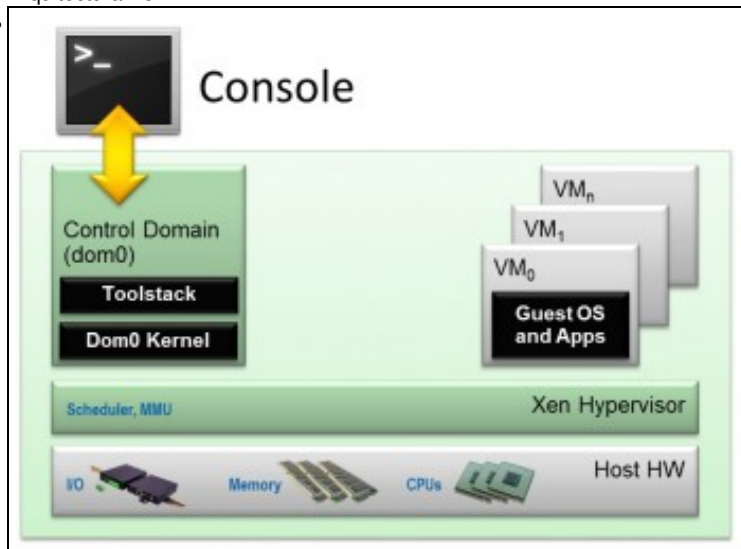 >_
Console
Control Domain
(dom0)
Toolstack
Dom0 Kernel
VMn
VM1
VM0
Guest OS
and Apps
Scheduler, MMU
Xen Hypervisor
I/O
Memory
CPUs
Host HW